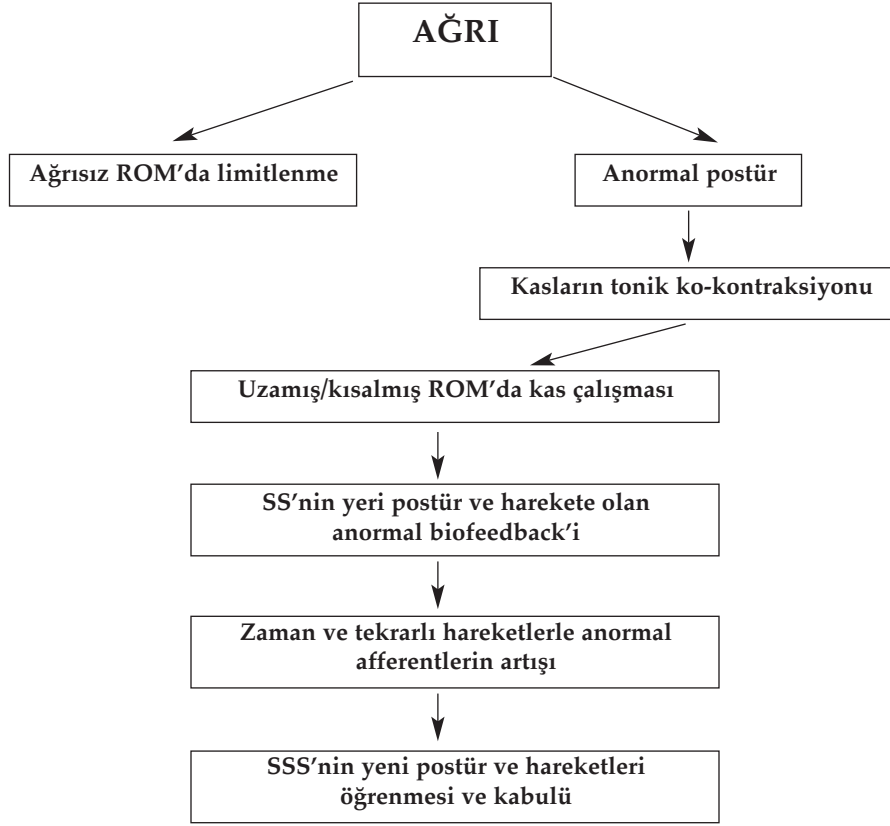 AĞRI
Ağrısız ROM’da limitlenme
Anormal postür
Kasların tonik ko-kontraksiyonu
Uzamış/kısalmış ROM’da kas çalışması
SS’nin yeri postür ve harekete olan
anormal biofeedback’i
Zaman ve tekrarlı hareketlerle anormal
afferentlerin artışı
SSS’nin yeni postür ve hareketleri
öğrenmesi ve kabulü